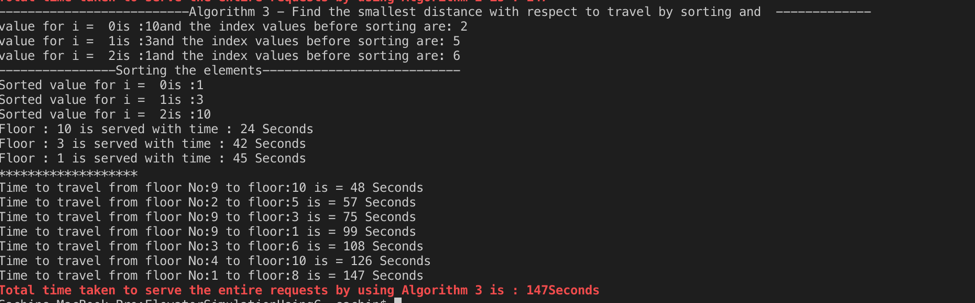 --------------------------Algorithm 3 – Find the smallest distance with respect to travel by sorting and  -------------
value for i =  0is :10and the index values before sorting are: 2
value for i =  1is :3and the index values before sorting are: 5
value for i =  2is :1and the index values before sorting are: 6
----------------Sorting the elements---------------------------
Sorted value for i =  0is :1
Sorted value for i =  1is :3
Sorted value for i =  2is :10
Floor : 10 is served with time : 24 Seconds
Floor : 3 is served with time : 42 Seconds
Floor : 1 is served with time : 45 Seconds
*******************
Time to travel from floor No:9 to floor:10 is = 48 Seconds
Time to travel from floor No:2 to floor:5 is = 57 Seconds
Time to travel from floor No:9 to floor:3 is = 75 Seconds
Time to travel from floor No:9 to floor:1 is = 99 Seconds
Time to travel from floor No:3 to floor:6 is = 108 Seconds
Time to travel from floor No:4 to floor:10 is = 126 Seconds
Time to travel from floor No:1 to floor:8 is = 147 Seconds
Total time taken to serve the entire requests by using Algorithm 3 is : 147Seconds